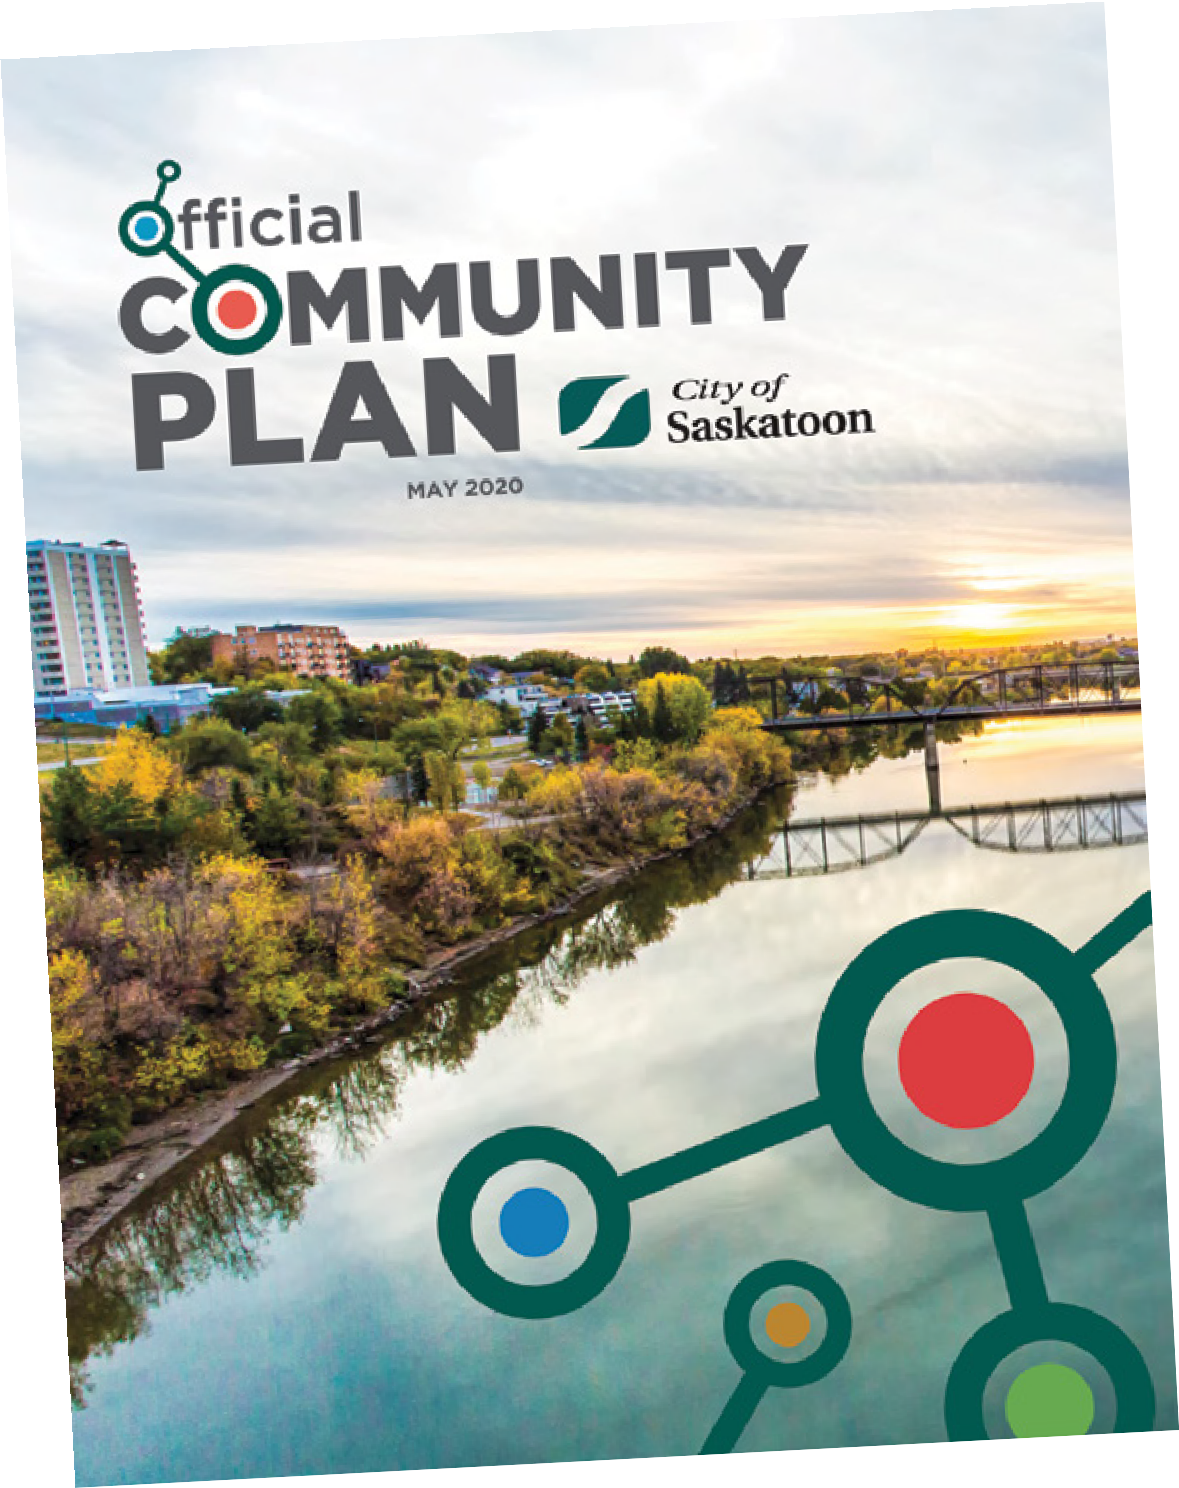 Official
COMMUNITY
PLAN
City of
Saskatoon
MAY 2020